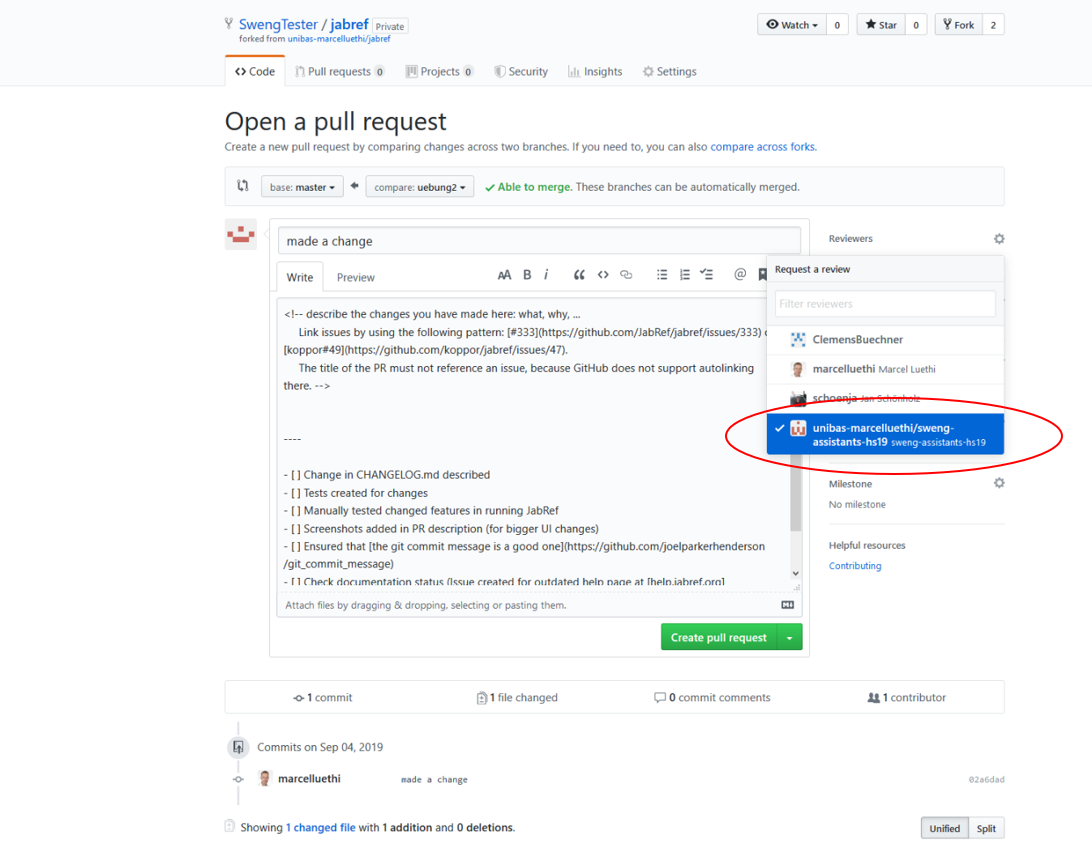 SwengTester / jabref Private
forked from unibas-marcelluethi/jabref
Watch 0 Star 0 Fork 2
Code Pull requests 0 Projects 0 Security Insights Settings
Open a pull request
Create a new pull request by comparing changes across two branches. If you need to, you can also compare across forks.
base: master compare: uebung2 Able to merge. These branches can be automatically merged.
made a change
Write Preview
AA B i
<!-- describe the changes you have made here: what, why, ...
Link issues by using the following pattern: [#333](https://github.com/JabRef/jabref/issues/333) o
[koppor#49](https://github.com/koppor/jabref/issues/47).
The title of the PR must not reference an issue, because GitHub does not support autolinking
there. -->
----
- [ ] Change in CHANGELOG.md described
- [ ] Tests created for changes
- [ ] Manually tested changed features in running JabRef
- [ ] Screenshots added in PR description (for bigger UI changes)
- [ ] Ensured that [the git commit message is a good one](https://github.com/joelparkerhenderson
/git_commit_message)
- [ ] Check documentation status (Issue created for outdated help page at [help.jabref.org]
Attach files by dragging & dropping, selecting or pasting them.
Create pull request
Reviewers
Request a review
Filter reviewers
ClemensBuechner
marcelluethi Marcel Luethi
schoenja Jan Schönholz
unibas-marcelluethi/sweng-
assistants-hs19 sweng-assistants-hs19
Milestone
No milestone
Helpful resources
Contributing
1 commit 1 file changed 0 commit comments 1 contributor
Commits on Sep 04, 2019
marcelluethi made a change 02a6dad
Showing 1 changed file with 1 addition and 0 deletions.
Unified Split